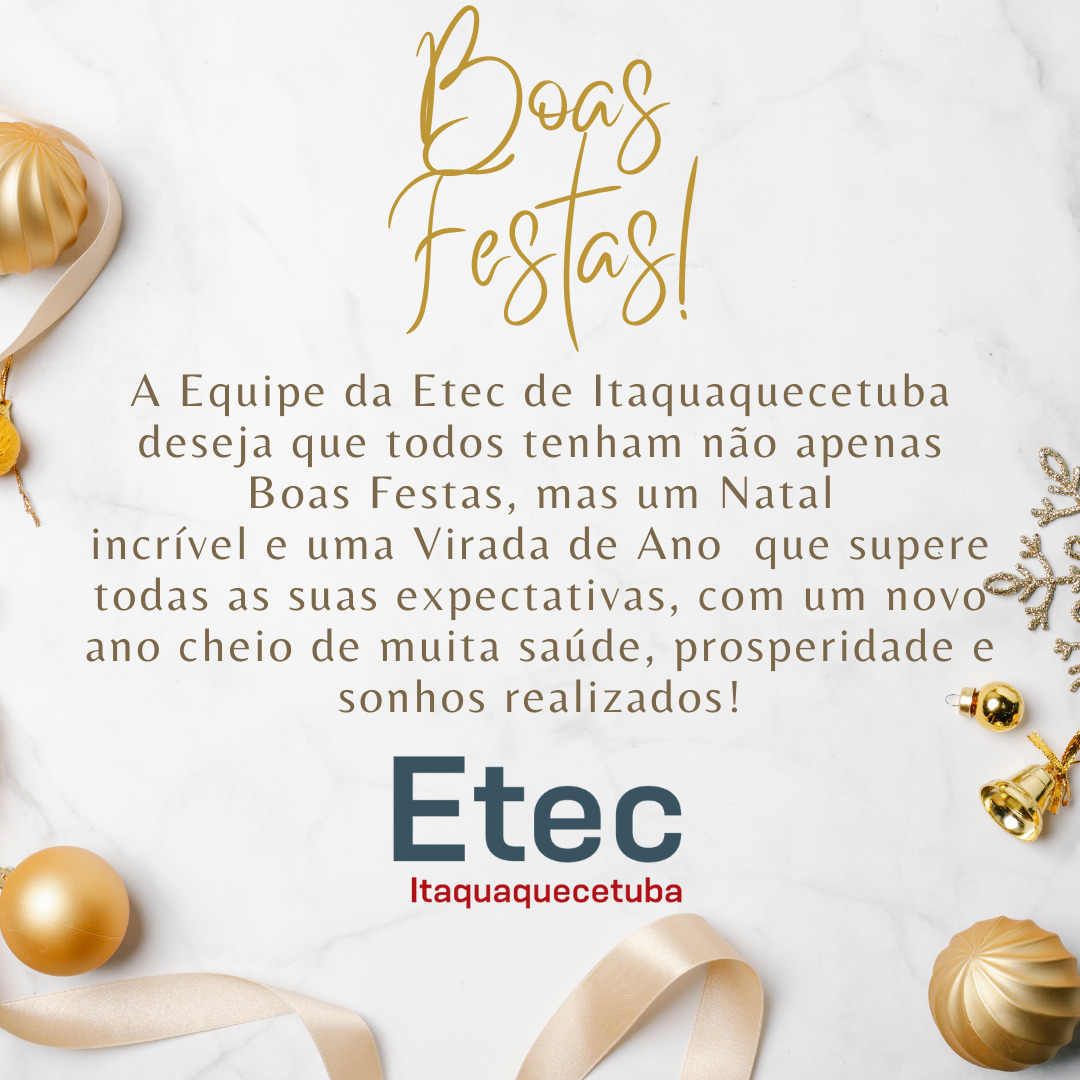 Boas
Festas!
A Equipe da Etec de Itaquaquecetuba
deseja que todos tenham não apenas
Boas Festas, mas um Natal
incrível e uma Virada de Ano  que supere
todas as suas expectativas, com um novo
ano cheio de muita saúde, prosperidade e
sonhos realizados!
Etec
Itaquaquecetuba